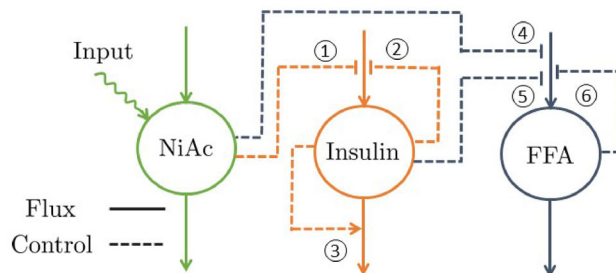 Input
NiAc
Insulin
FFA
①
②
③
④
⑤
⑥
Flux
Control